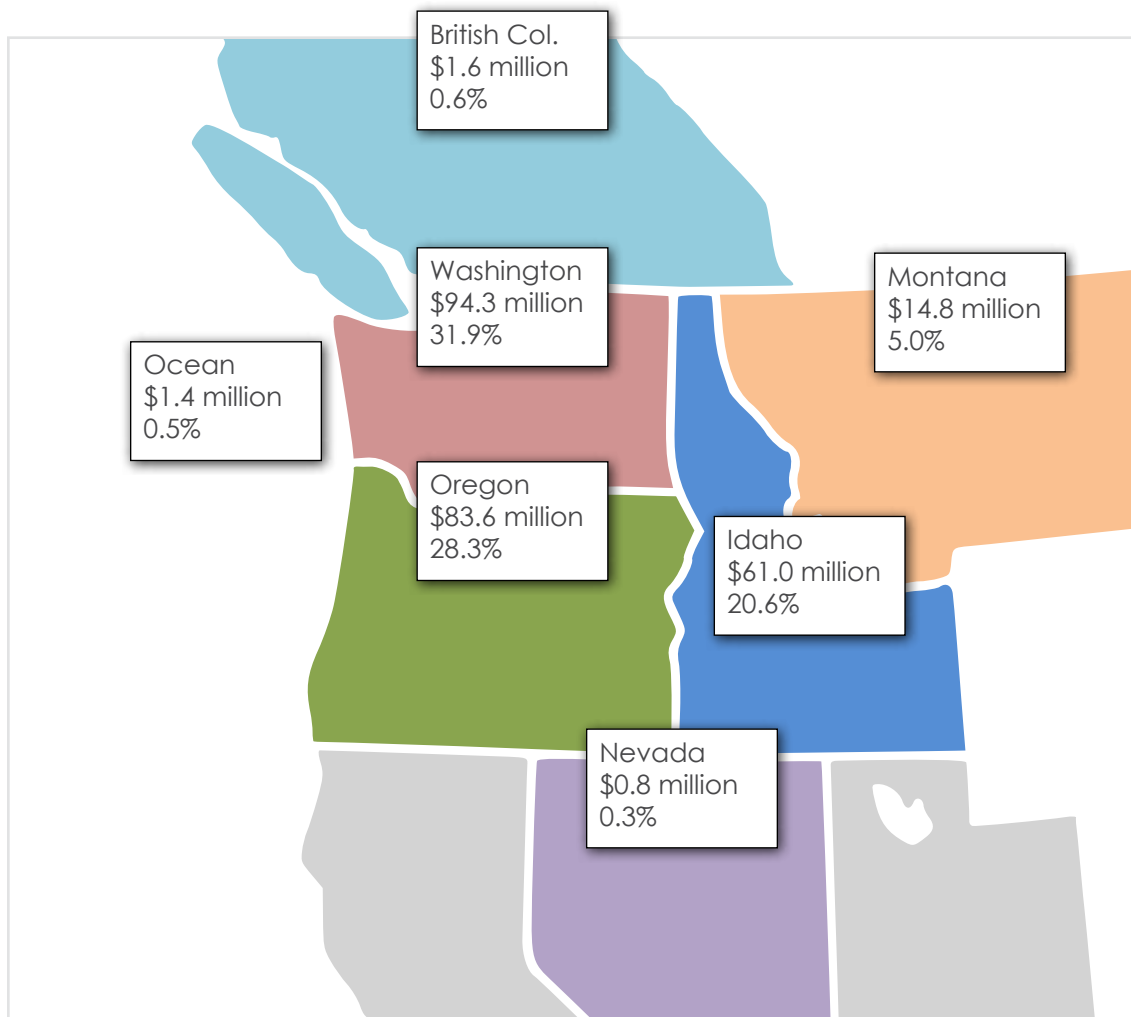 British Col.
$1.6 million
0.6%
Washington
$94.3 million
31.9%
Montana
$14.8 million
5.0%
Ocean
$1.4 million
0.5%
Oregon
$83.6 million
28.3%
Idaho
$61.0 million
20.6%
Nevada
$0.8 million
0.3%